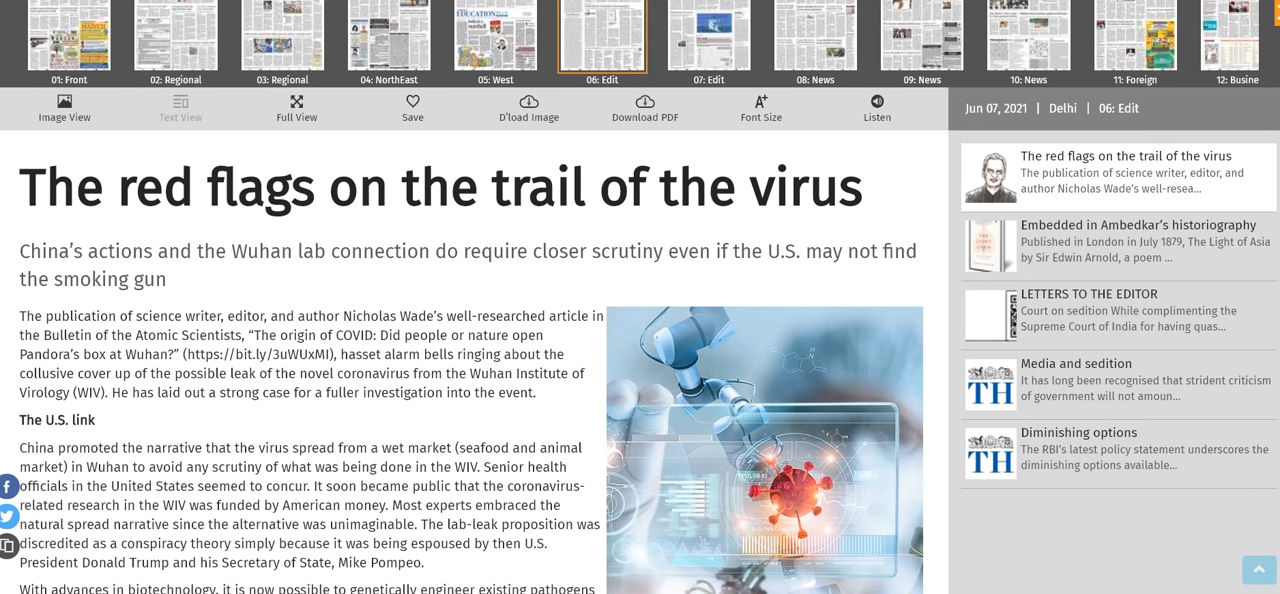 01: Front
02: Regional
03: Regional
04: NorthEast
05: West
06: Edit
07: Edit
08: News
09: News
10: News
11: Foreign
12: Busine
Image View
Text View
Full View
Save
D'load Image
Download PDF
A+
Font Size
Listen
Jun 07, 2021 | Delhi | 06: Edit
The red flags on the trail of the virus
China's actions and the Wuhan lab connection do require closer scrutiny even if the U.S. may not find
the smoking gun
The publication of science writer, editor, and author Nicholas Wade's well-researched article in
the Bulletin of the Atomic Scientists, “The origin of COVID: Did people or nature open
Pandora's box at Wuhan?” (https://bit.ly/3uWUxMI), hasset alarm bells ringing about the
collusive cover up of the possible leak of the novel coronavirus from the Wuhan Institute of
Virology (WIV). He has laid out a strong case for a fuller investigation into the event.
The U.S. link
China promoted the narrative that the virus spread from a wet market (seafood and animal
market) in Wuhan to avoid any scrutiny of what was being done in the WIV. Senior health
officials in the United States seemed to concur. It soon became public that the coronavirus-
related research in the WIV was funded by American money. Most experts embraced the
natural spread narrative since the alternative was unimaginable. The lab-leak proposition was
discredited as a conspiracy theory simply because it was being espoused by then U.S.
President Donald Trump and his Secretary of State, Mike Pompeo.
With advances in biotechnology, it is now possible to genetically engineer existing pathogens
The red flags on the trail of the virus
The publication of science writer, editor, and
author Nicholas Wade's well-resea...
Embedded in Ambedkar's historiography
Published in London in July 1879, The Light of Asia
by Sir Edwin Arnold, a poem ...
LETTERS TO THE EDITOR
Court on sedition While complimenting the
Supreme Court of India for having quas...
Media and sedition
It has long been recognised that strident criticism
of government will not amoun...
TH
Diminishing options
The RBI's latest policy statement underscores the
diminishing options available...
TH